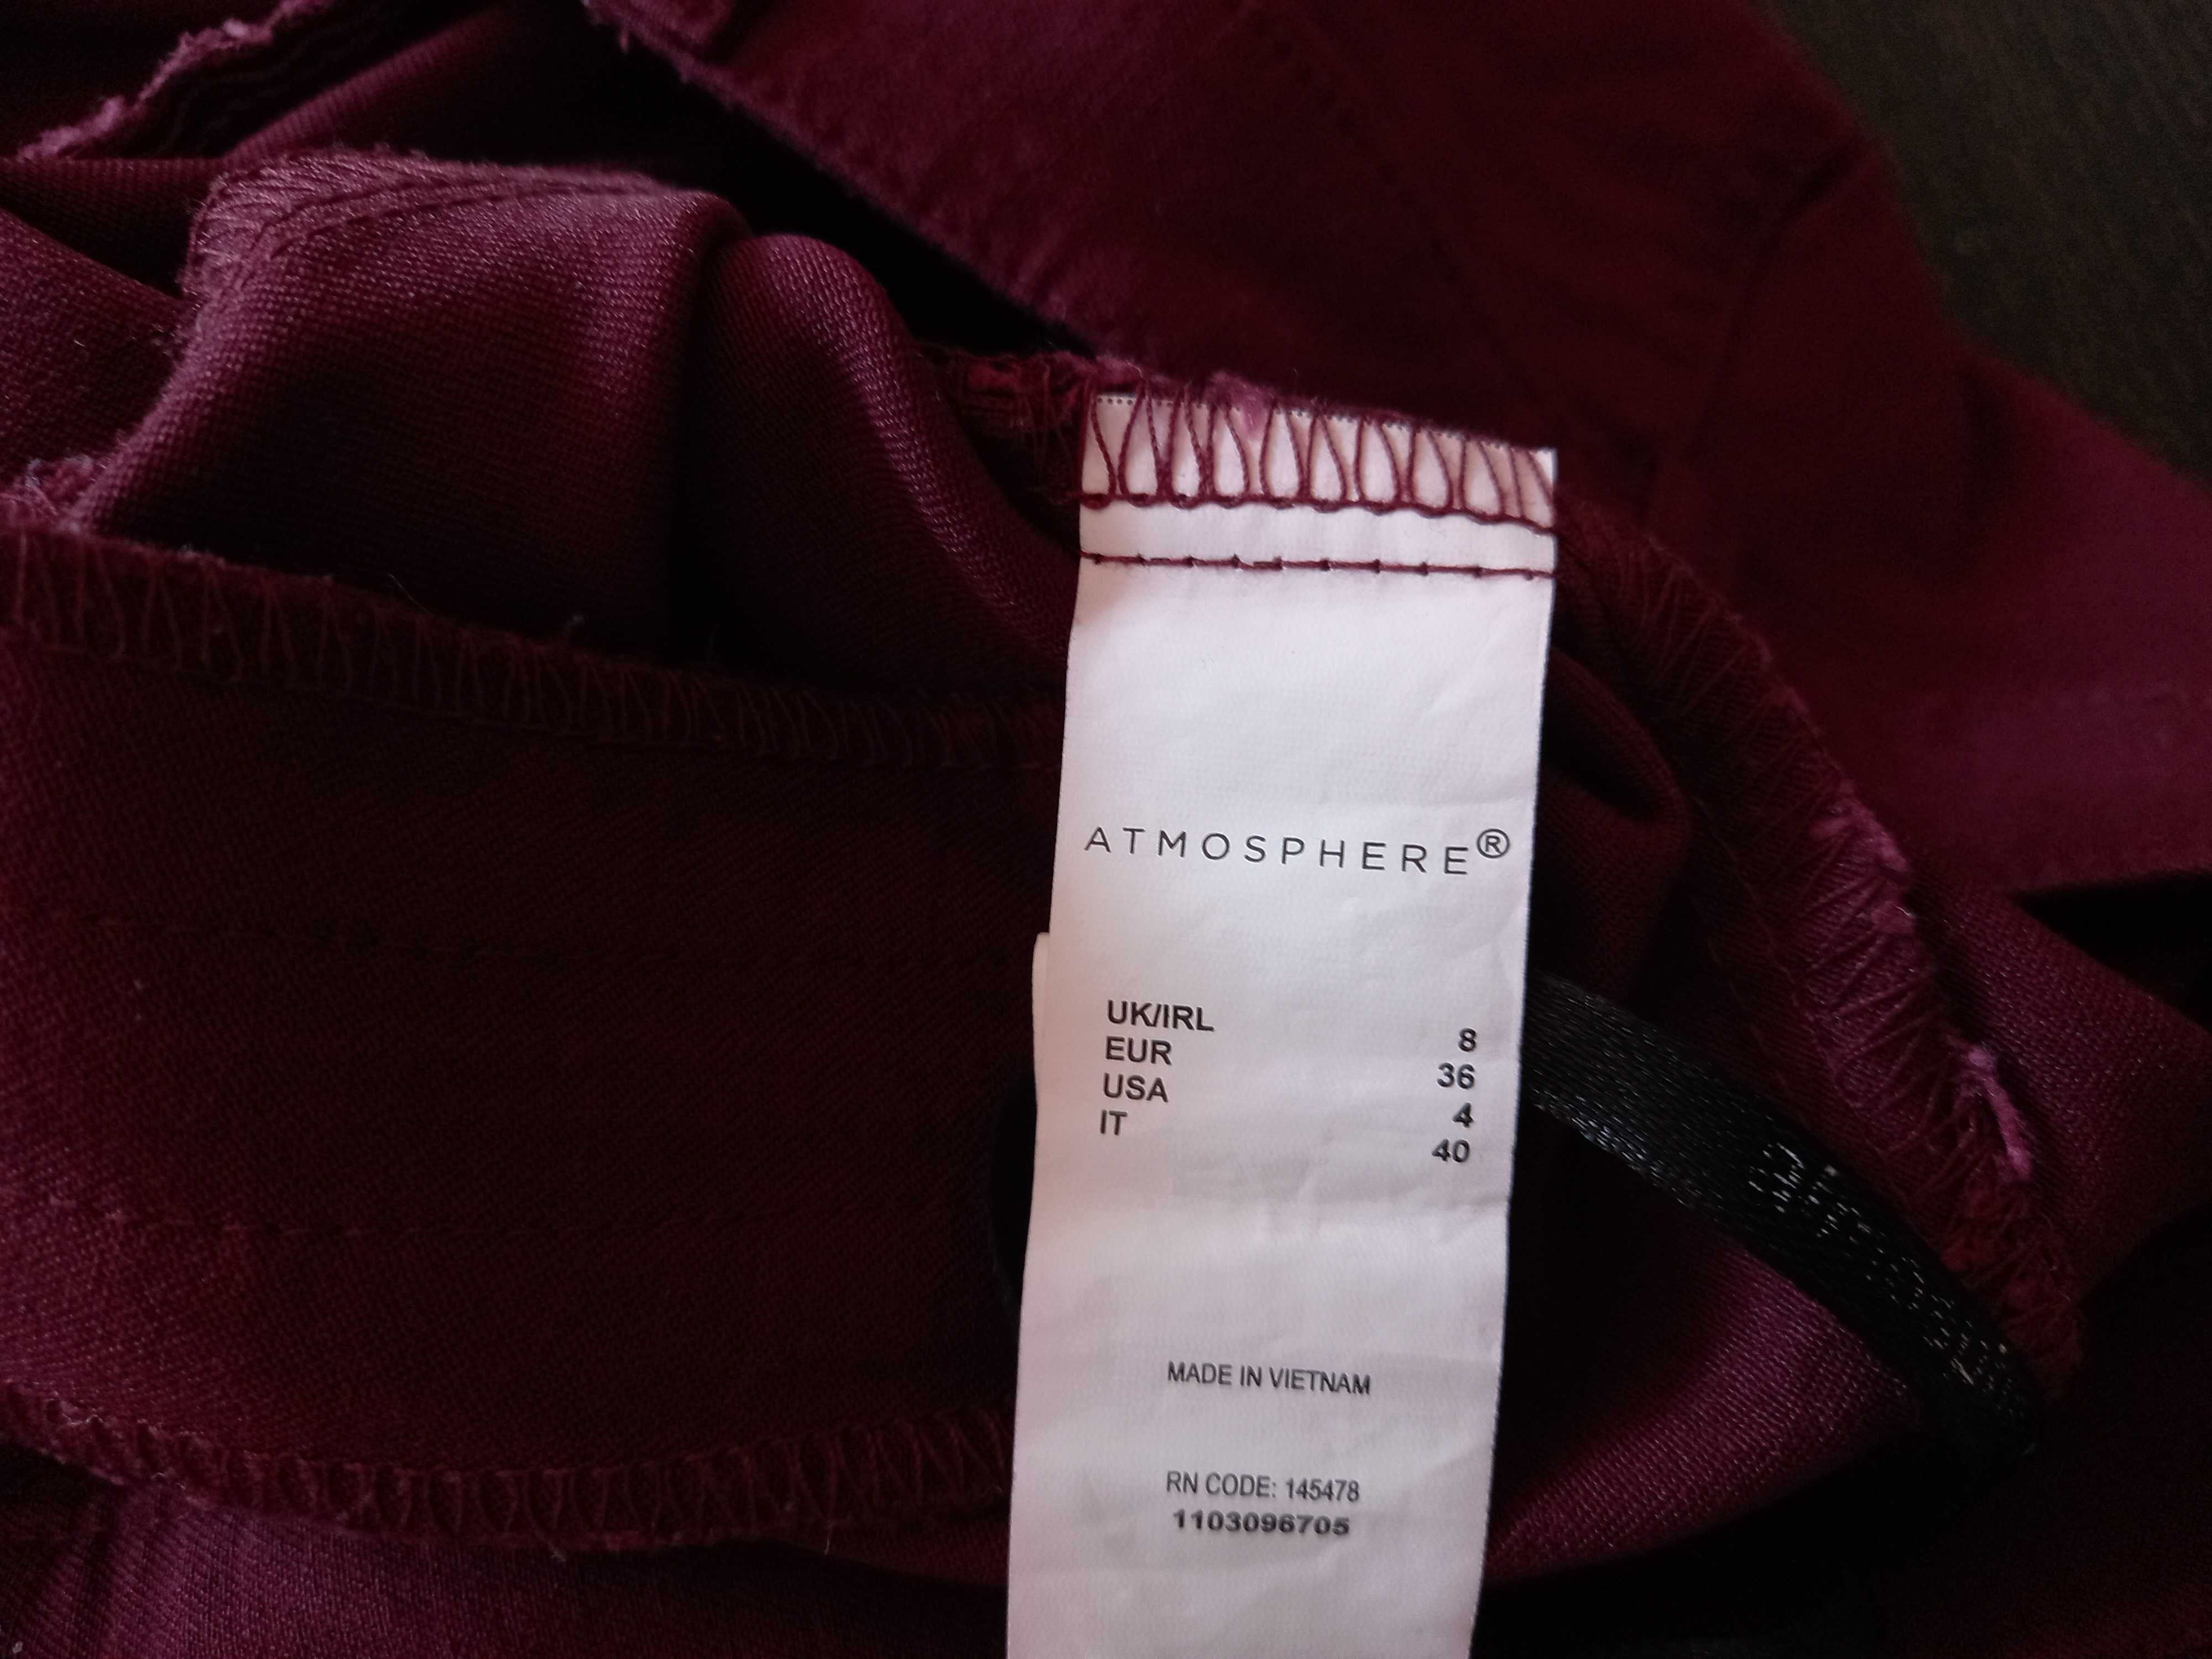 ATMOSPHERE®
UK/IRL 8
EUR 36
USA 4
IT 40
MADE IN VIETNAM
RN CODE: 145478
1103096705